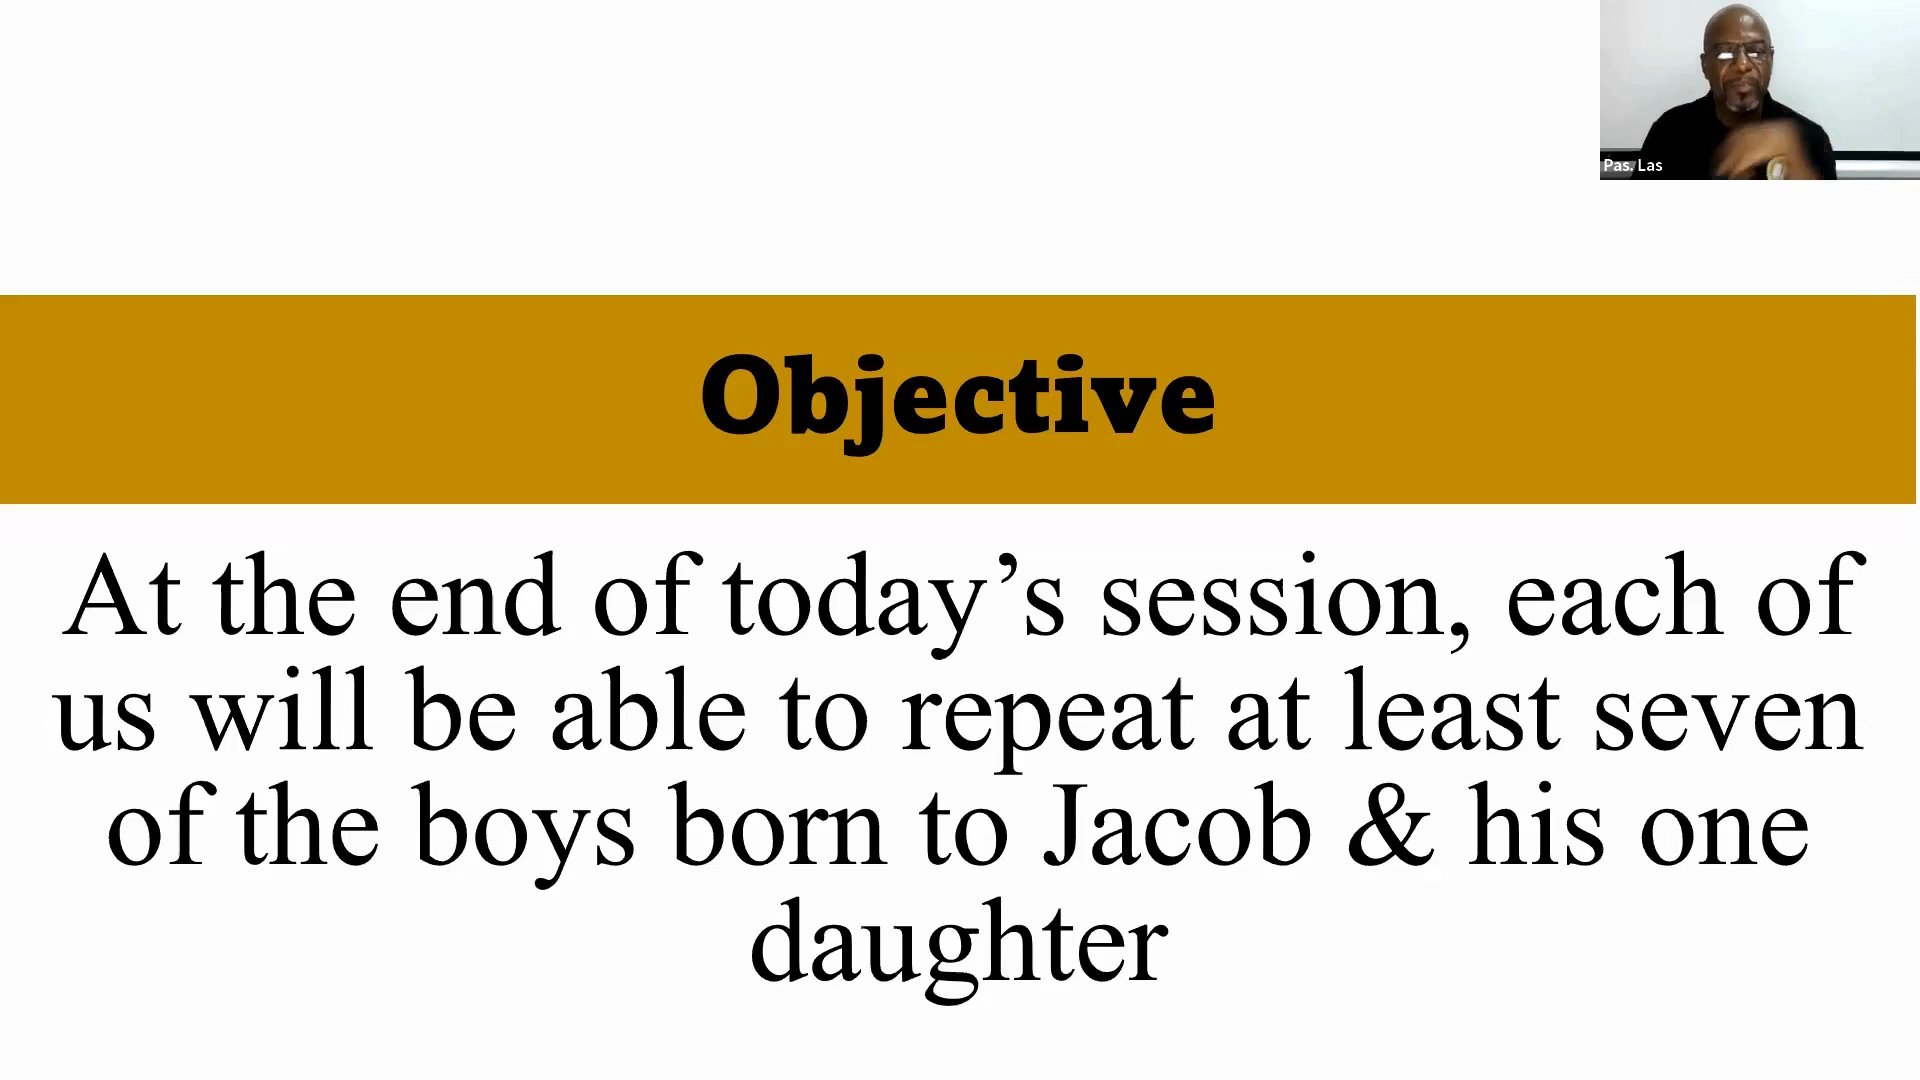 Pas. Las
Objective
At the end of today’s session, each of
us will be able to repeat at least seven
of the boys born to Jacob & his one
daughter